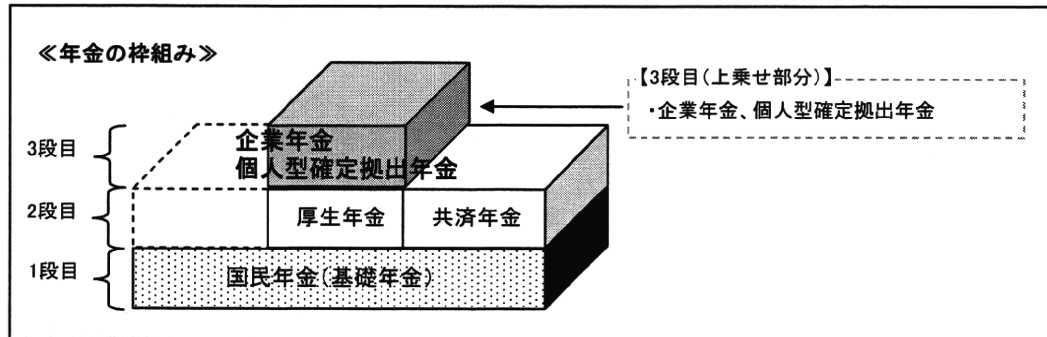 ≪年金の枠組み≫
【3段目(上乗せ部分)】
・企業年金、個人型確定拠出年金
3段目
企業年金
個人型確定拠出年金
2段目
厚生年金
共済年金
1段目
国民年金(基礎年金)